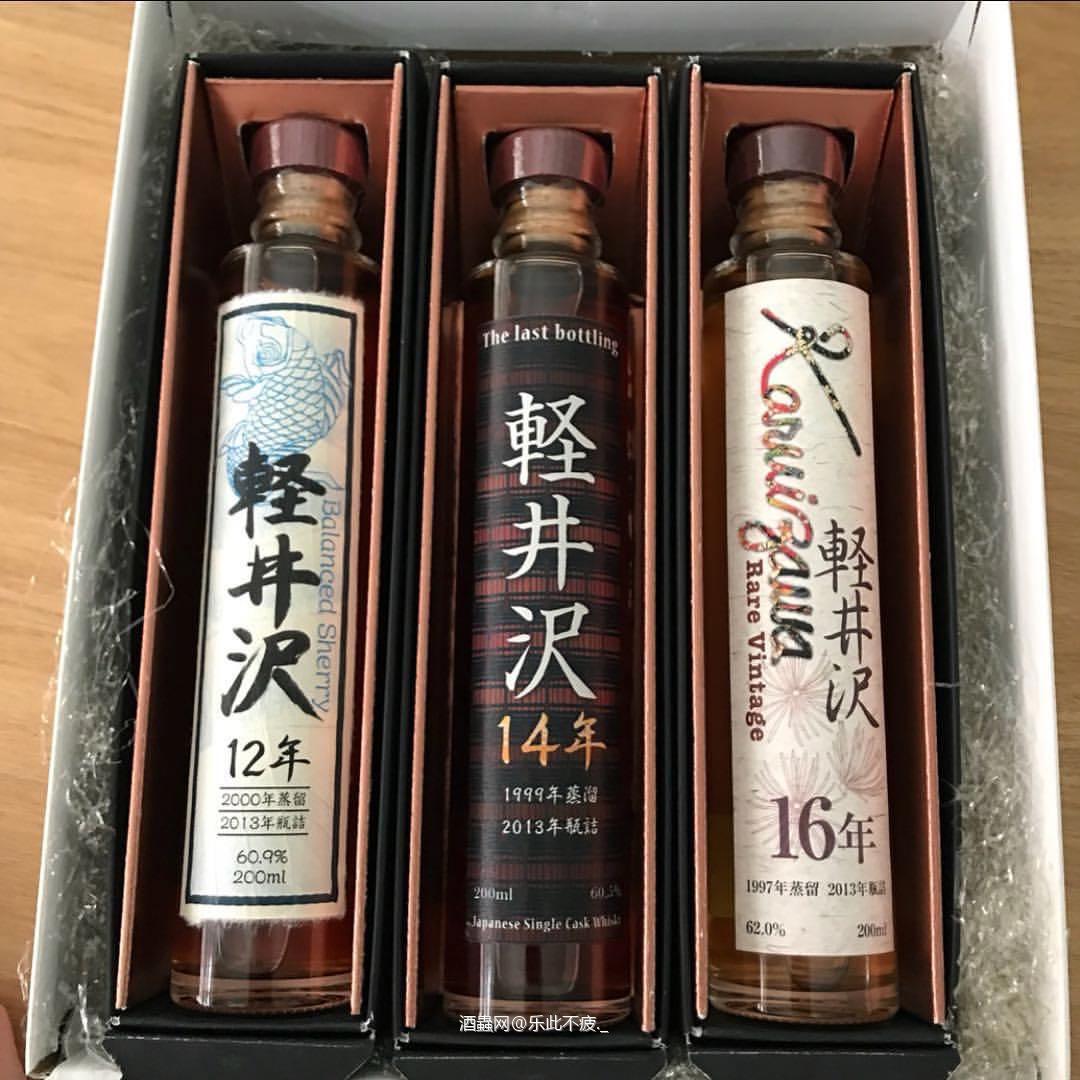 軽井沢
Balanced Sherry
12年
2000年蒸留
2013年瓶詰
60.9%
200ml
The last bottling
軽井沢
14年
1999年蒸溜
2013年瓶詰
200ml
Japanese Single Cask
Karuizawa
Rare Vintage
軽井沢
16年
1997年蒸留 2013年瓶詰
62.0%
200ml
酒蟲网@乐此不疲._